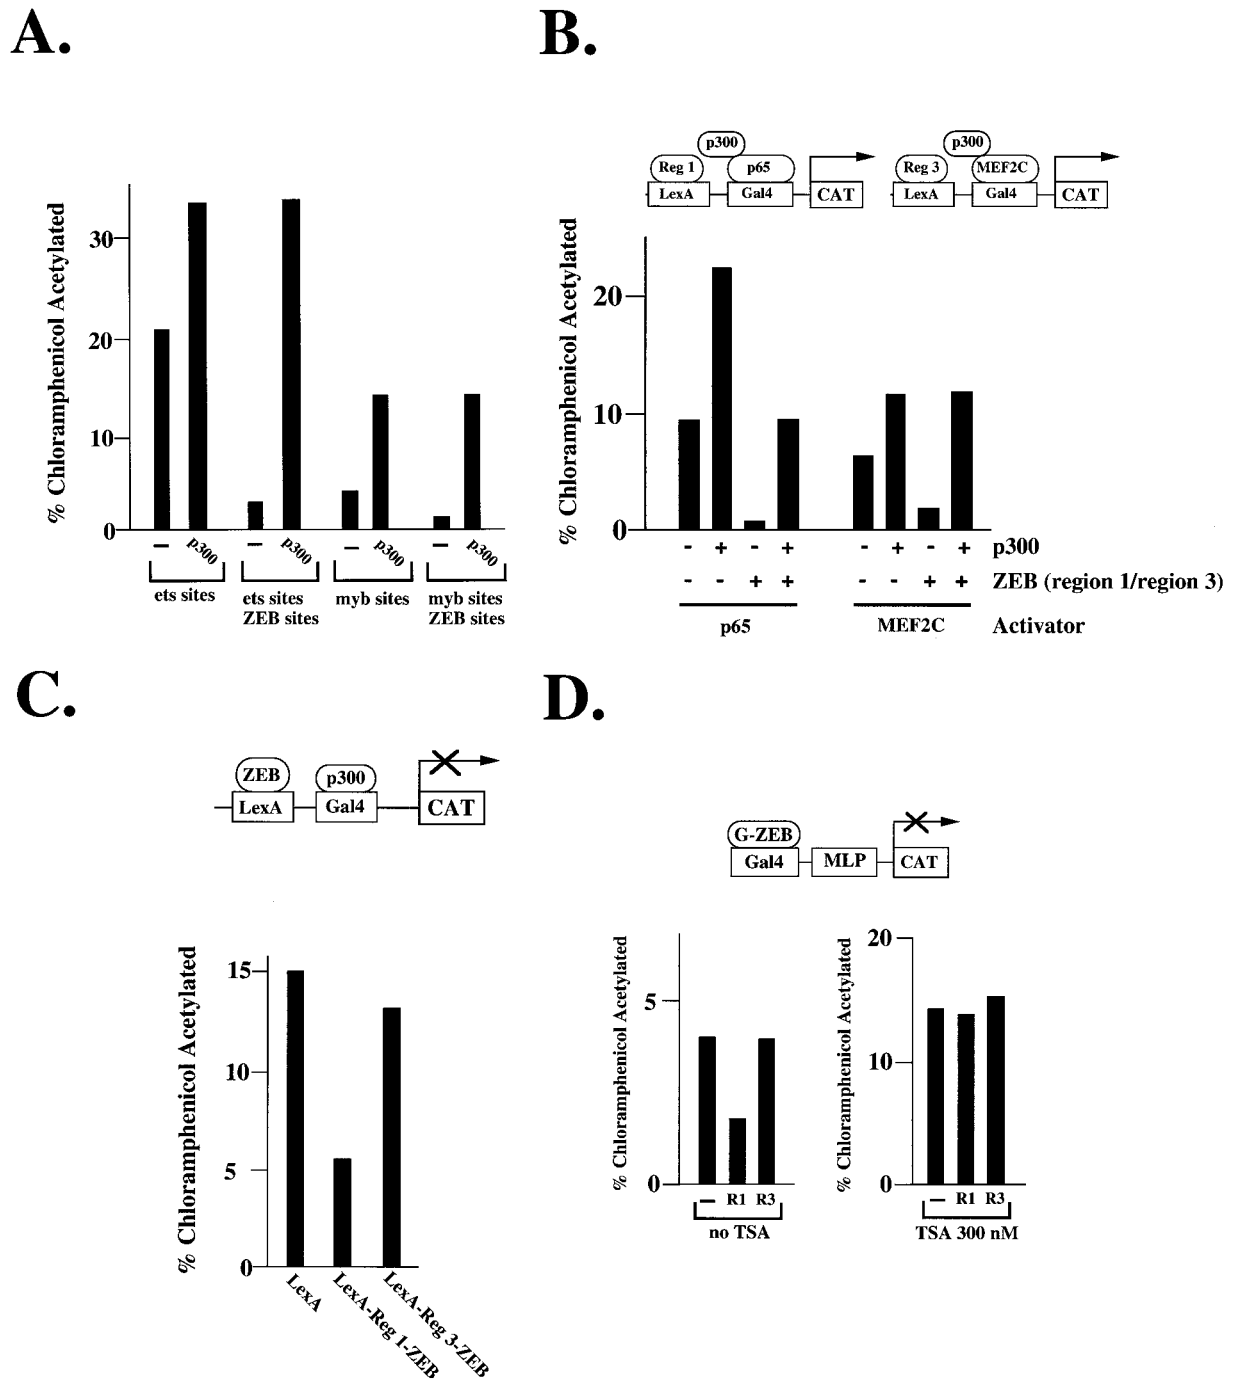 A.
% Chloramphenicol Acetylated
30
20
10
0
– p300 – p300 – p300 – p300
ets sites
ets sites
ZEB sites
myb sites
myb sites
ZEB sites
B.
p300
Reg 1
p65
LexA
Gal4
CAT
p300
Reg 3
MEF2C
LexA
Gal4
CAT
% Chloramphenicol Acetylated
20
10
0
- + - + - + - + p300
- - + + - - + + ZEB (region 1/region 3)
p65 MEF2C Activator
C.
ZEB
p300
LexA
Gal4
CAT
% Chloramphenicol Acetylated
15
10
5
0
LexA
LexA-Reg 1-ZEB
LexA-Reg 3-ZEB
D.
G-ZEB
Gal4
MLP
CAT
% Chloramphenicol Acetylated
5
0
– R1 R3
no TSA
% Chloramphenicol Acetylated
20
10
0
– R1 R3
TSA 300 nM